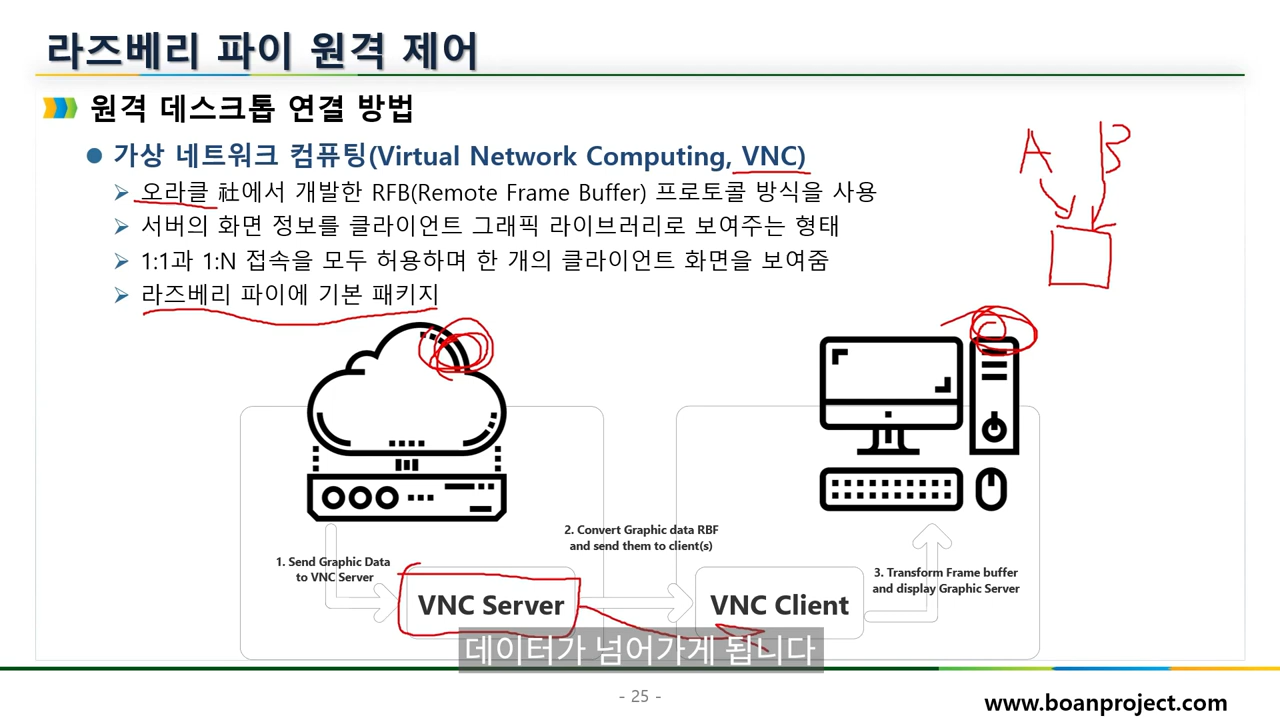 라즈베리 파이 원격 제어
원격 데스크톱 연결 방법
가상 네트워크 컴퓨팅(Virtual Network Computing, VNC)
오라클 社에서 개발한 RFB(Remote Frame Buffer) 프로토콜 방식을 사용
서버의 화면 정보를 클라이언트 그래픽 라이브러리로 보여주는 형태
1:1과 1:N 접속을 모두 허용하며 한 개의 클라이언트 화면을 보여줌
라즈베리 파이에 기본 패키지
A B
1. Send Graphic Data
to VNC Server
2. Convert Graphic data RBF
and send them to client(s)
3. Transform Frame buffer
and display Graphic Server
VNC Server
VNC Client
데이터가 넘어가게 됩니다
- 25 -
www.boanproject.com